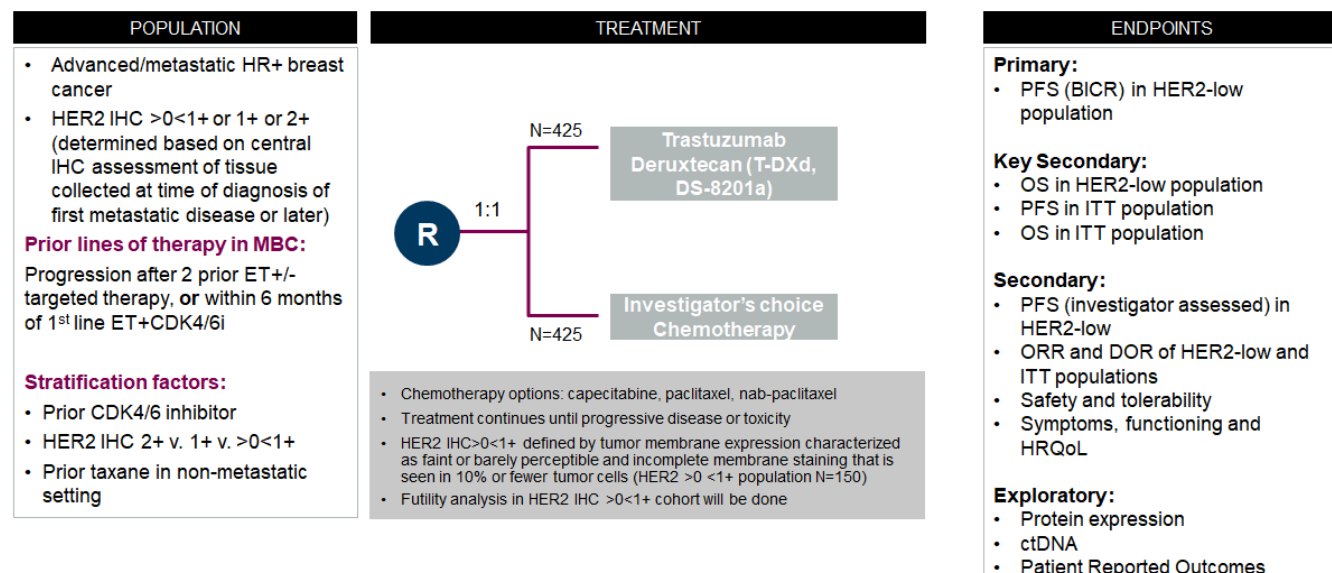 POPULATION
• Advanced/metastatic HR+ breast
cancer
• HER2 IHC >0<1+ or 1+ or 2+
(determined based on central
IHC assessment of tissue
collected at time of diagnosis of
first metastatic disease or later)
Prior lines of therapy in MBC:
Progression after 2 prior ET+/-
targeted therapy, or within 6 months
of 1st line ET+CDK4/6i
Stratification factors:
• Prior CDK4/6 inhibitor
• HER2 IHC 2+ v. 1+ v. >0<1+
• Prior taxane in non-metastatic
setting
TREATMENT
R
1:1
N=425
Trastuzumab
Deruxtecan (T-DXd,
DS-8201a)
Investigator's choice
Chemotherapy
N=425
• Chemotherapy options: capecitabine, paclitaxel, nab-paclitaxel
• Treatment continues until progressive disease or toxicity
• HER2 IHC>0<1+ defined by tumor membrane expression characterized
as faint or barely perceptible and incomplete membrane staining that is
seen in 10% or fewer tumor cells (HER2 >0 <1+ population N=150)
• Futility analysis in HER2 IHC >0<1+ cohort will be done
ENDPOINTS
Primary:
• PFS (BICR) in HER2-low
population
Key Secondary:
• OS in HER2-low population
• PFS in ITT population
• OS in ITT population
Secondary:
• PFS (investigator assessed) in
HER2-low
• ORR and DOR of HER2-low and
ITT populations
• Safety and tolerability
• Symptoms, functioning and
HRQoL
Exploratory:
• Protein expression
• ctDNA
• Patient Reported Outcomes